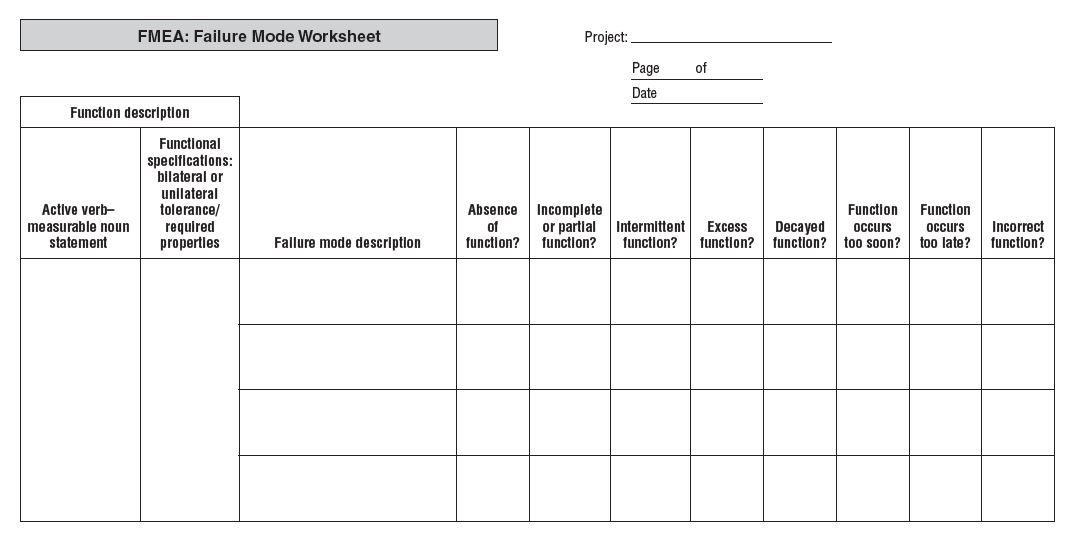 FMEA: Failure Mode Worksheet
Project:
Page of
Date
Function description
Active verb–
measurable noun
statement
Functional
specifications:
bilateral or
unilateral
tolerance/
required
properties
Failure mode description
Absence
of
function?
Incomplete
or partial
function?
Intermittent
function?
Excess
function?
Decayed
function?
Function
occurs
too soon?
Function
occurs
too late?
Incorrect
function?